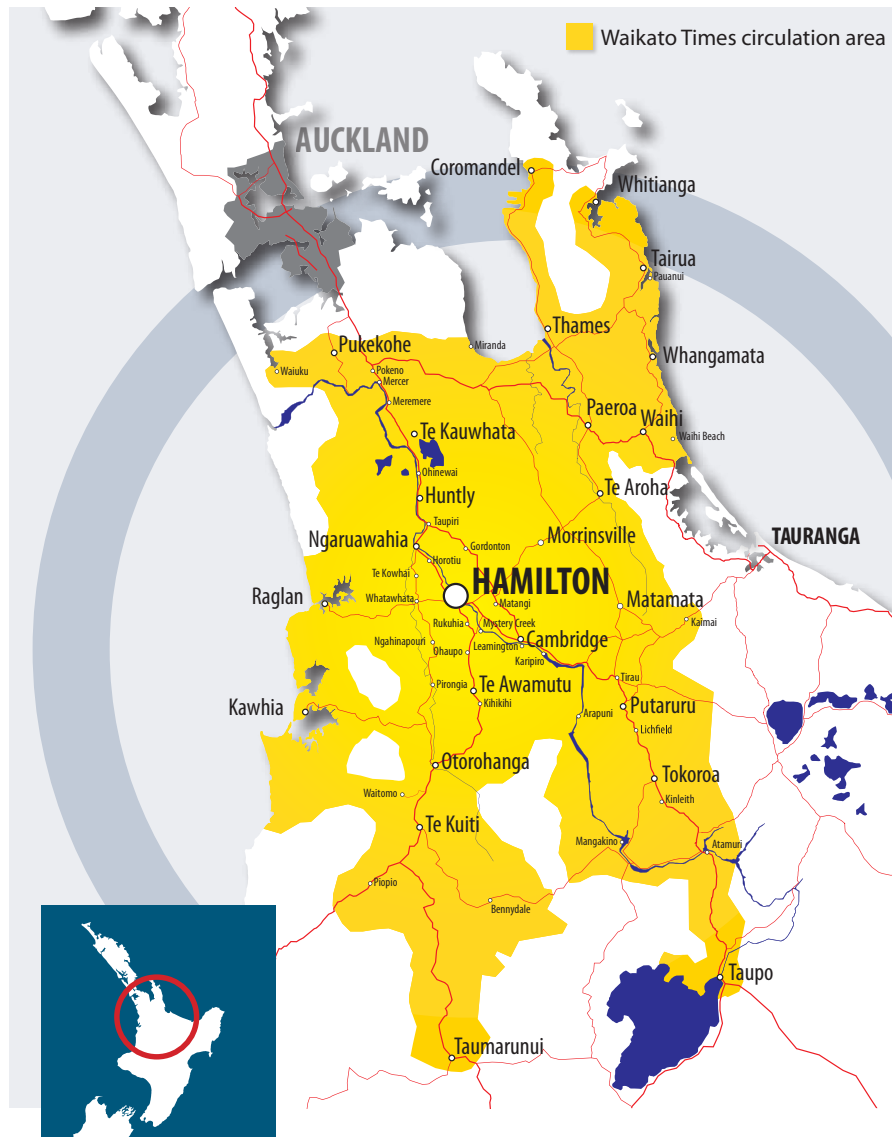 Waikato Times circulation area
AUCKLAND
Coromandel
Whitianga
Tairua
Pauanui
Thames
Pukekohe
Miranda
Whangamata
Waiuku
Pokeno
Mercer
Meremere
Paeroa
Waihi
Te Kauwhata
Waihi Beach
Ohinewai
Huntly
Te Aroha
Taupiri
Ngaruawahia
Gordonton
Morrinsville
TAURANGA
Horotiu
Te Kowhai
HAMILTON
Raglan
Whatawhata
Matangi
Matamata
Rukuhia
Mystery Creek
Kaimai
Ngahinapouri
Ohaupo
Leamington
Cambridge
Karipiro
Pirongia
Te Awamutu
Tirau
Kawhia
Kihikihi
Arapuni
Putaruru
Lichfield
Otorohanga
Tokoroa
Waitomo
Kinleith
Te Kuiti
Mangakino
Atamuri
Piopio
Bennydale
Taupo
Taumarunui